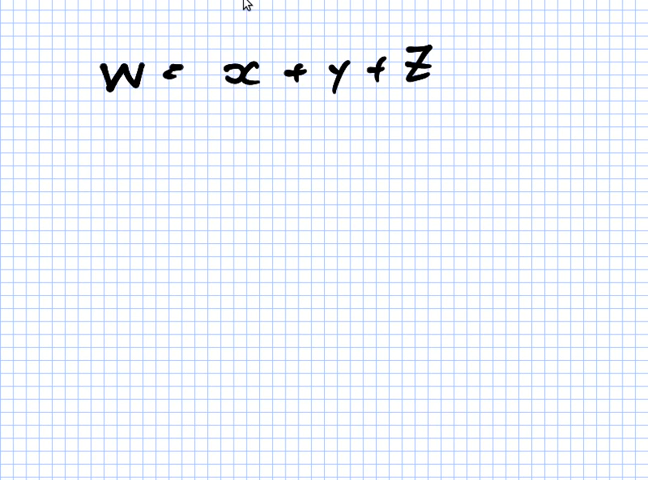 W = x + y + Z